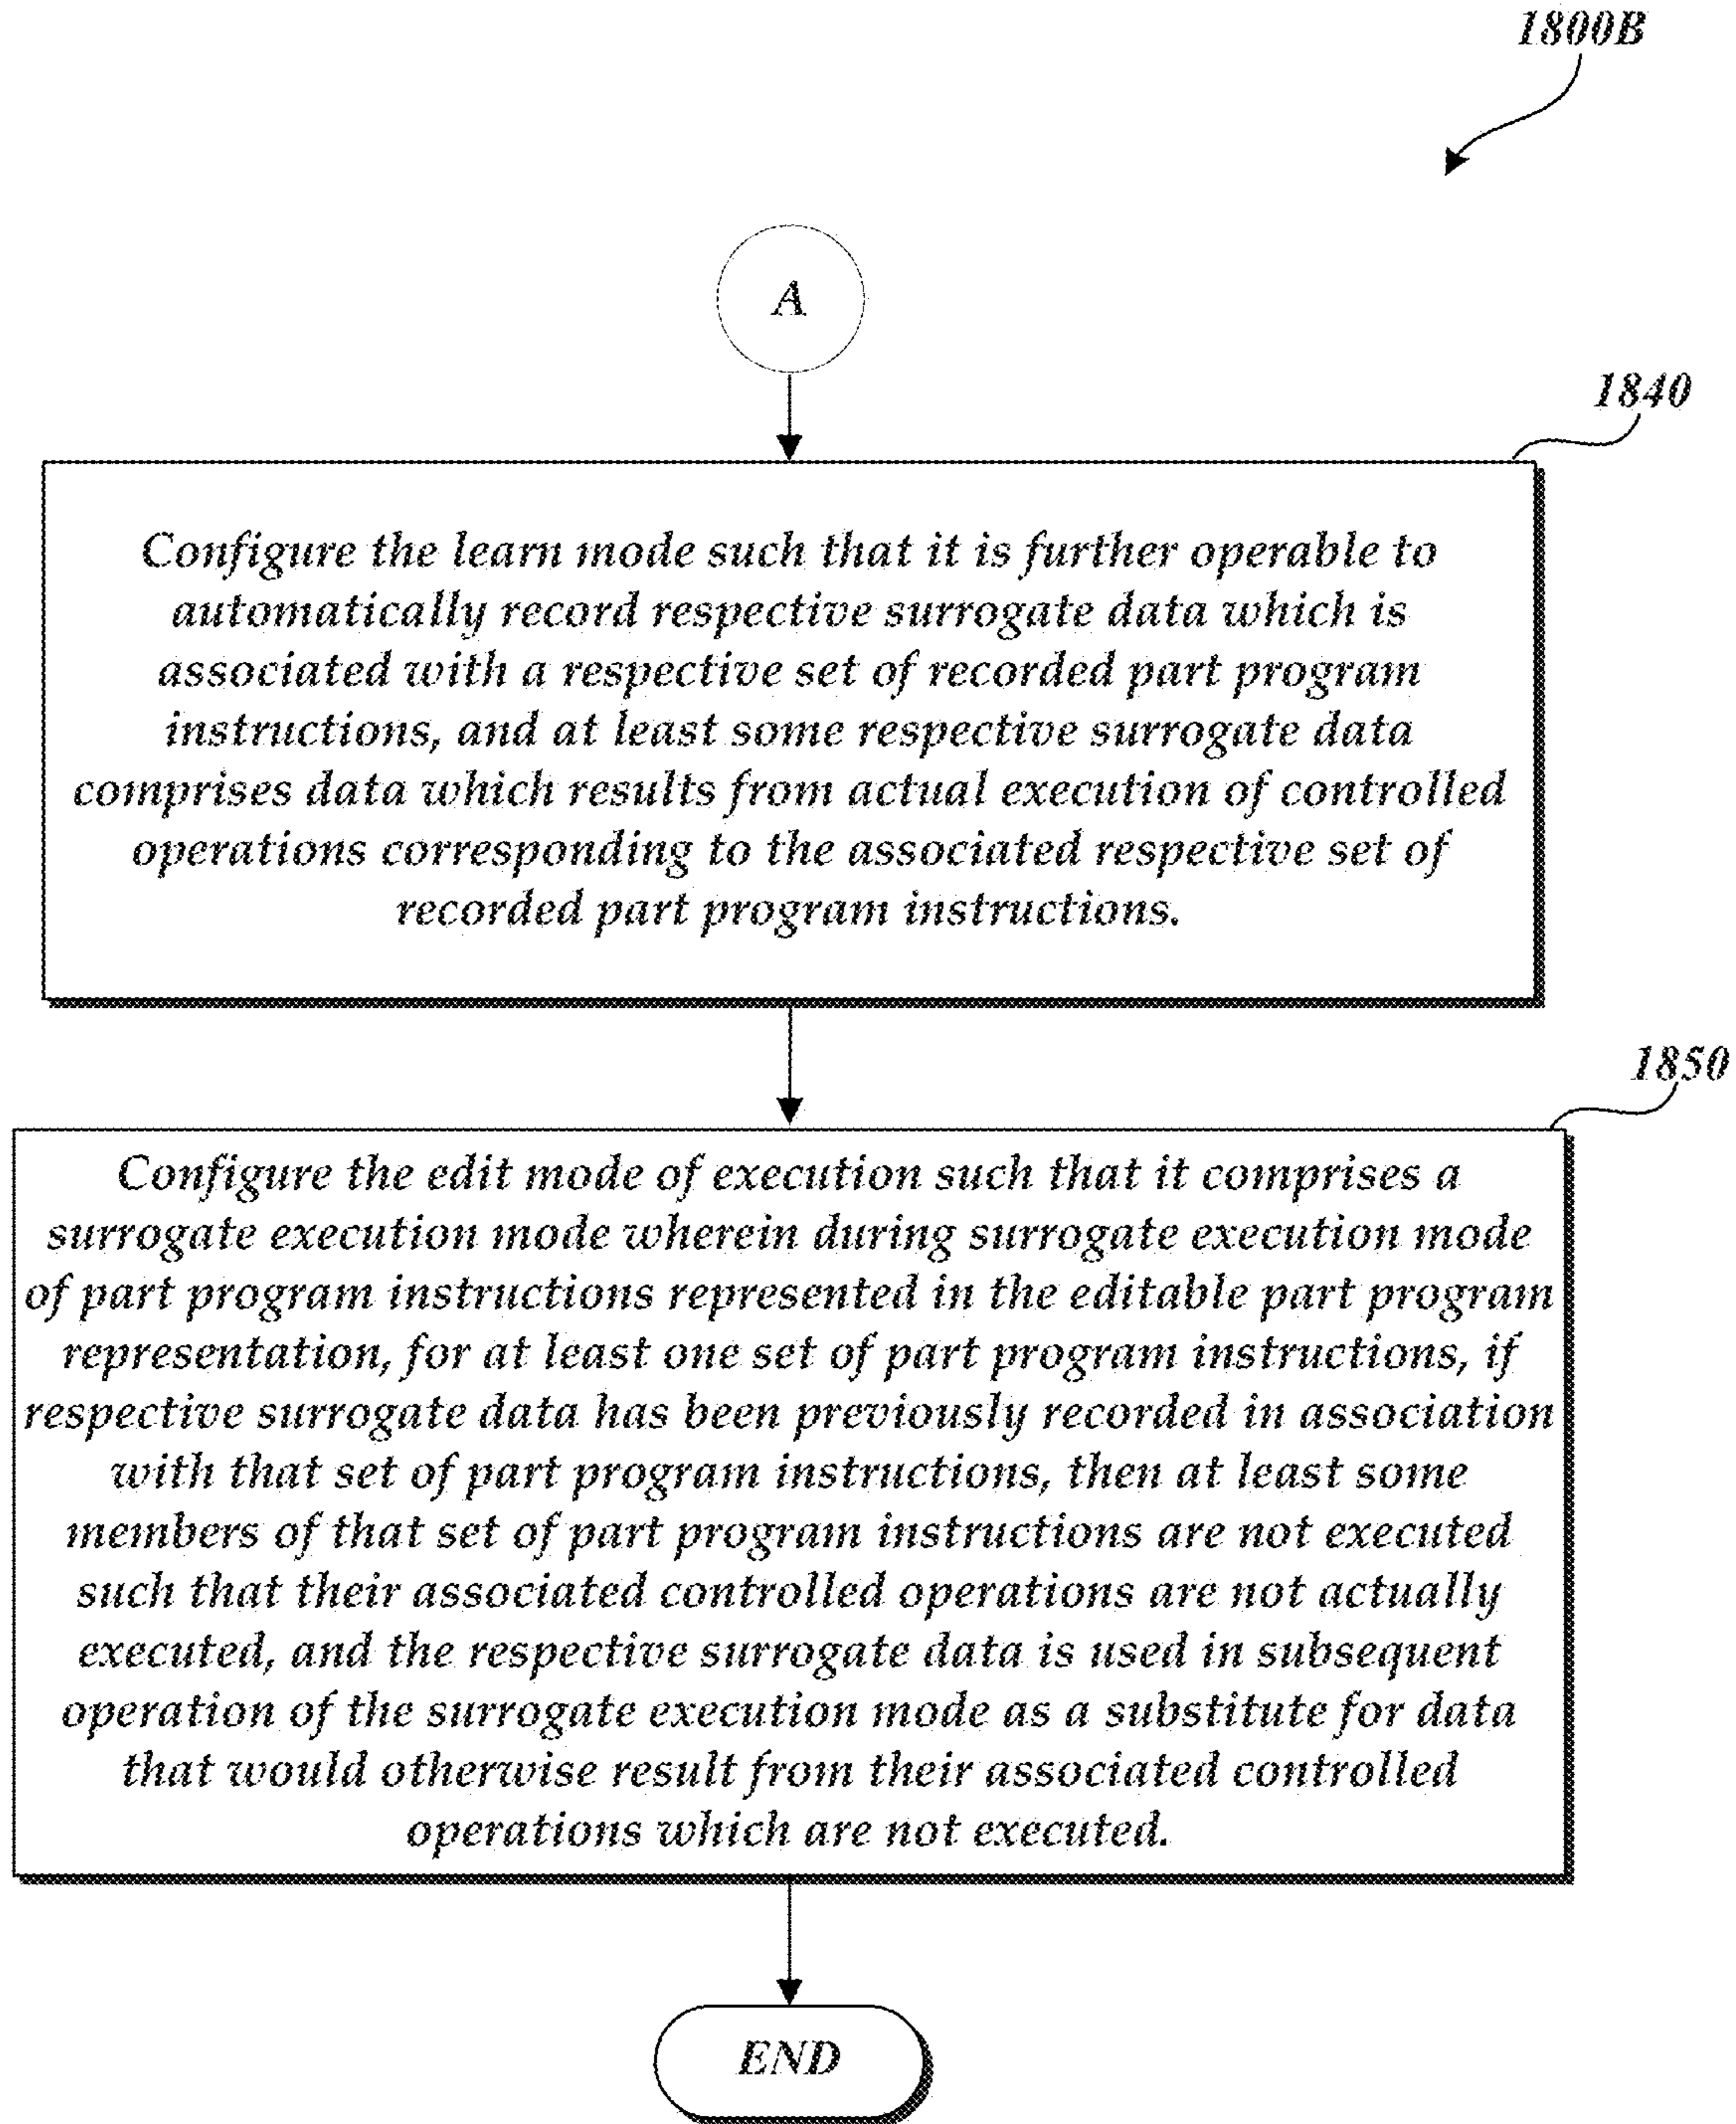 1800B
A
1840
Configure the learn mode such that it is further operable to
automatically record respective surrogate data which is
associated with a respective set of recorded part program
instructions, and at least some respective surrogate data
comprises data which results from actual execution of controlled
operations corresponding to the associated respective set of
recorded part program instructions.
1850
Configure the edit mode of execution such that it comprises a
surrogate execution mode wherein during surrogate execution mode
of part program instructions represented in the editable part program
representation, for at least one set of part program instructions, if
respective surrogate data has been previously recorded in association
with that set of part program instructions, then at least some
members of that set of part program instructions are not executed
such that their associated controlled operations are not actually
executed, and the respective surrogate data is used in subsequent
operation of the surrogate execution mode as a substitute for data
that would otherwise result from their associated controlled
operations which are not executed.
END